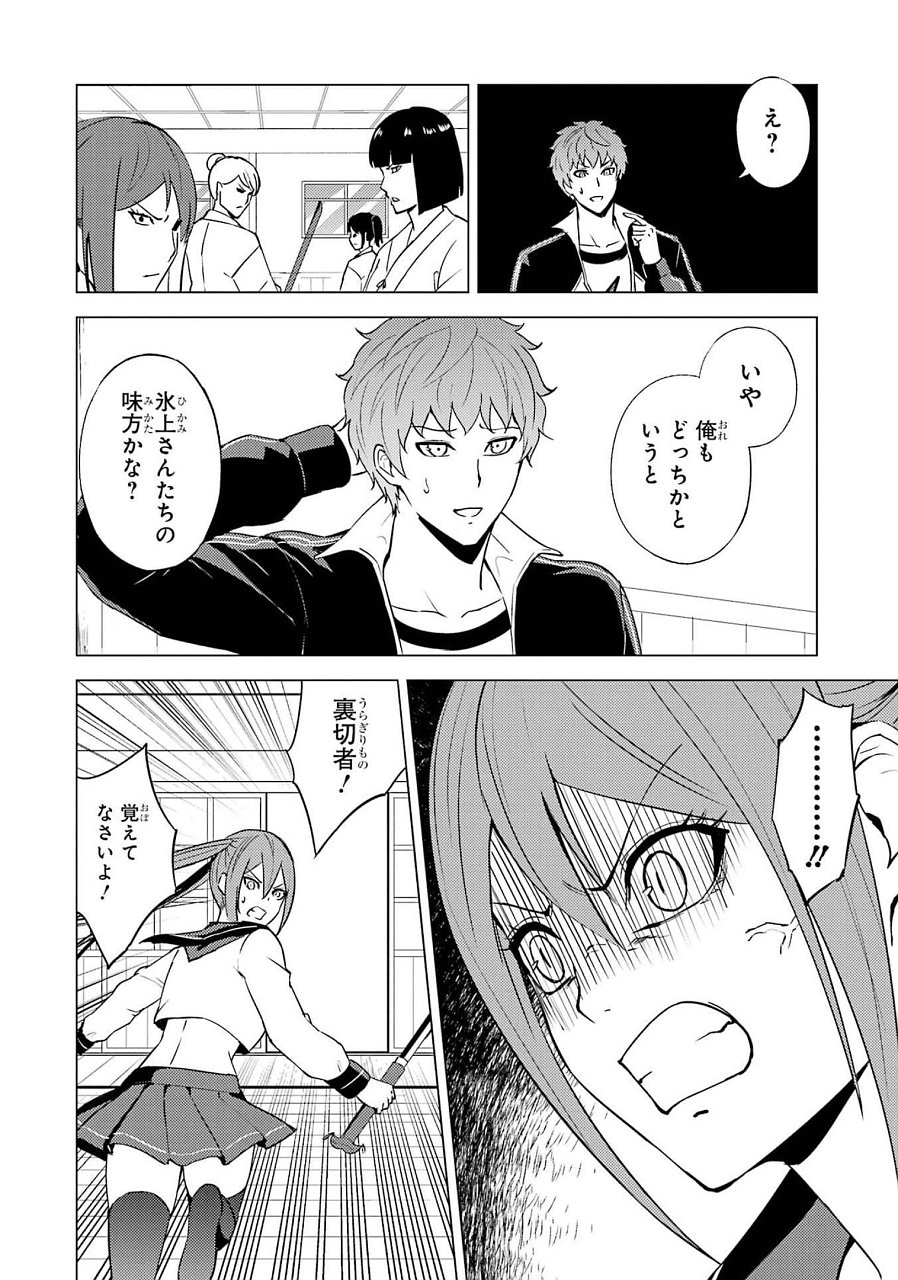 え？
いや
俺も
どっちかと
いうと
氷上さんたちの
味方かな？
………!!
裏切者！
覚えて
なさいよ！